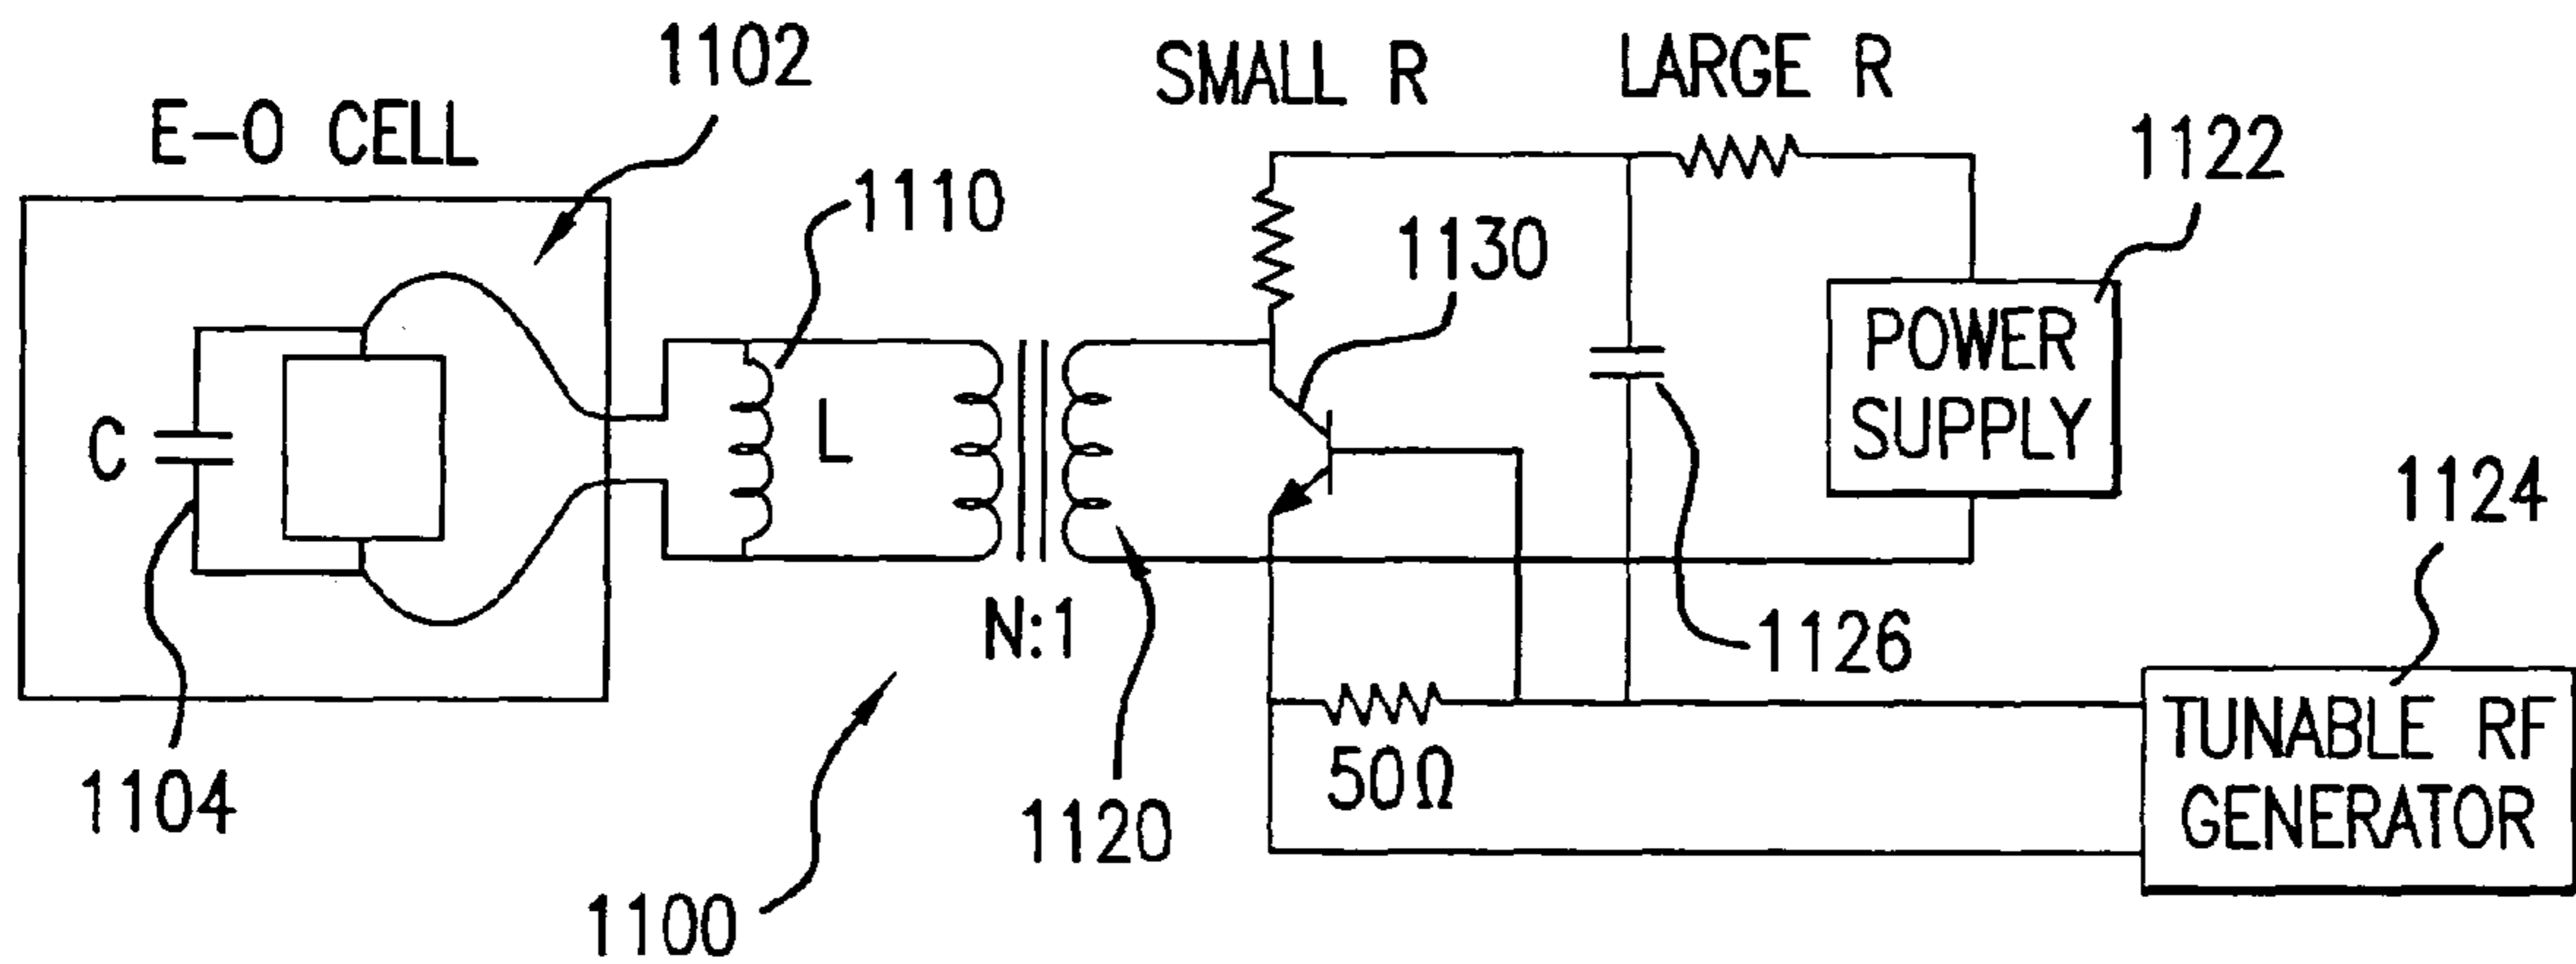 1102
E-O CELL
SMALL R
LARGE R
1122
1110
1130
POWER
SUPPLY
C
L
1124
N:1
1126
TUNABLE RF
GENERATOR
50Ω
1104
1120
1100